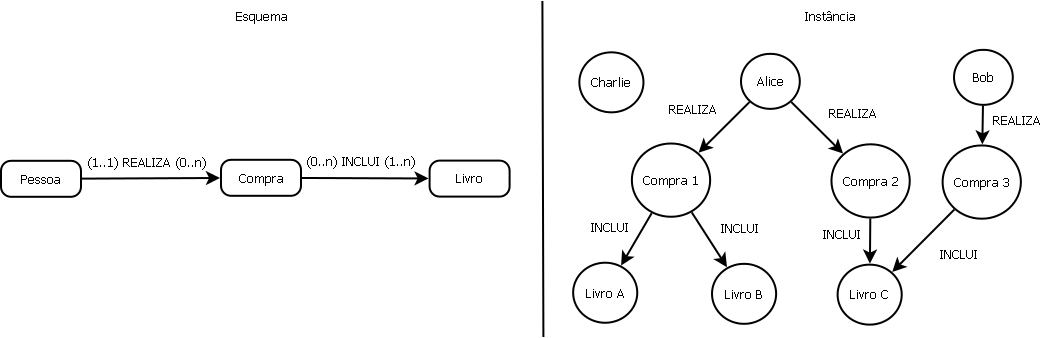 Esquema
Pessoa
(1..1) REALIZA (0..n)
Compra
(0..n) INCLUI (1..n)
Livro
Instância
Charlie
Alice
Bob
REALIZA
REALIZA
REALIZA
Compra 1
Compra 2
Compra 3
INCLUI
INCLUI
INCLUI
INCLUI
Livro A
Livro B
Livro C